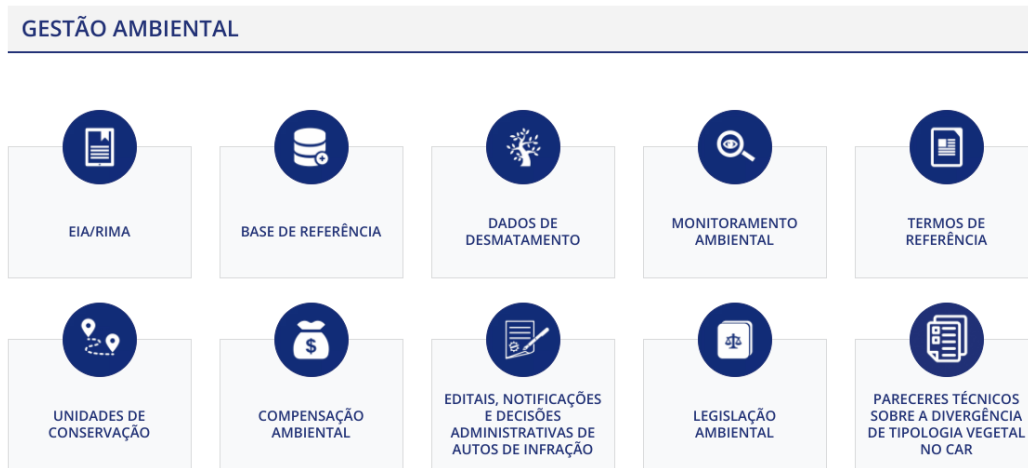 GESTÃO AMBIENTAL
EIA/RIMA
BASE DE REFERÊNCIA
DADOS DE
DESMATAMENTO
MONITORAMENTO
AMBIENTAL
TERMOS DE
REFERÊNCIA
$
UNIDADES DE
CONSERVAÇÃO
COMPENSAÇÃO
AMBIENTAL
EDITAIS, NOTIFICAÇÕES
E DECISÕES
ADMINISTRATIVAS DE
AUTOS DE INFRAÇÃO
LEGISLAÇÃO
AMBIENTAL
PARECERES TÉCNICOS
SOBRE A DIVERGÊNCIA
DE TIPOLOGIA VEGETAL
NO CAR